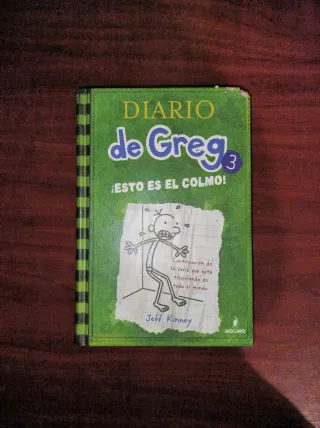 DIARIO
de Greg 3
¡ESTO ES EL COLMO!
Continuación de
la serie que está
triunfando en
todo el mundo
Jeff Kinney
MOLINO